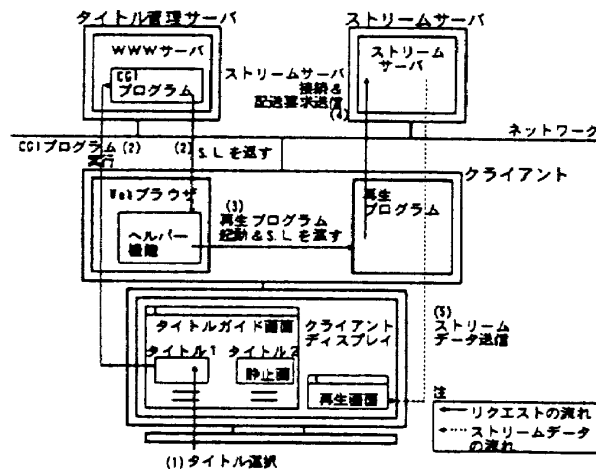 タイトル管理サーバ
ストリームサーバ
WWWサーバ
CGI
プログラム
ストリーム
サーバ
ストリームサーバ
接続&
配送要求送信
(4)
ネットワーク
CGIプログラム(2)
実行
(2)
S.L.を返す
クライアント
Webブラウザ
ヘルパー
機能
(3)
再生プログラム
起動&S.L.を返す
再生
プログラム
タイトルガイド画面
クライアント
ディスプレイ
タイトル1
タイトル2
静止画
再生画面
(5)
ストリーム
データ送信
注
リクエストの流れ
ストリームデータ
の流れ
(1)タイトル選択